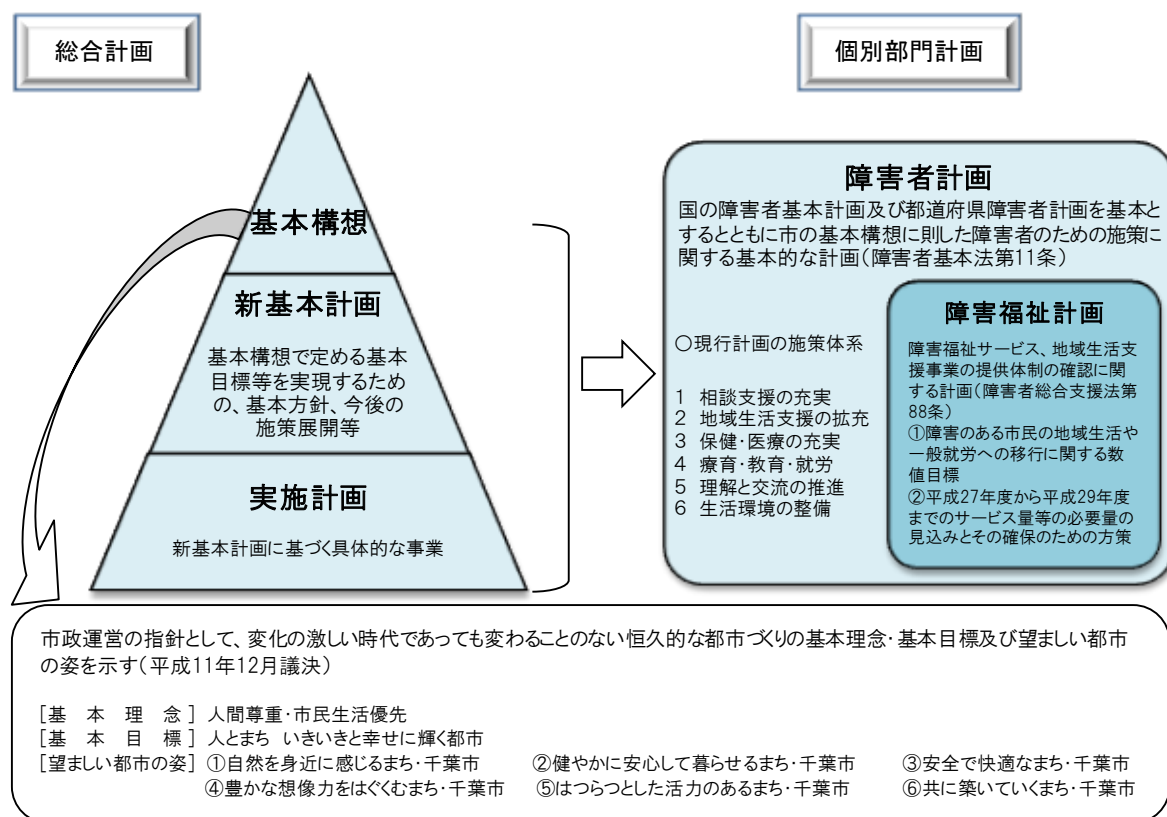 総合計画
個別部門計画
基本構想
新基本計画
基本構想で定める基本
目標等を実現するため
の、基本方針、今後の
施策展開等
実施計画
新基本計画に基づく具体的な事業
障害者計画
国の障害者基本計画及び都道府県障害者計画を基本と
するとともに市の基本構想に則した障害者のための施策に
関する基本的な計画(障害者基本法第11条)
○現行計画の施策体系
1 相談支援の充実
2 地域生活支援の拡充
3 保健・医療の充実
4 療育・教育・就労
5 理解と交流の推進
6 生活環境の整備
障害福祉計画
障害福祉サービス、地域生活支
援事業の提供体制の確認に関
する計画(障害者総合支援法第
88条)
①障害のある市民の地域生活や
一般就労への移行に関する数
値目標
②平成27年度から平成29年度
までのサービス量等の必要量の
見込みとその確保のための方策
市政運営の指針として、変化の激しい時代であっても変わることのない恒久的な都市づくりの基本理念・基本目標及び望ましい都市
の姿を示す(平成11年12月議決)
[基 本 理 念] 人間尊重・市民生活優先
[基 本 目 標] 人とまち いきいきと幸せに輝く都市
[望ましい都市の姿] ①自然を身近に感じるまち・千葉市 ②健やかに安心して暮らせるまち・千葉市 ③安全で快適なまち・千葉市
④豊かな想像力をはぐくむまち・千葉市 ⑤はつらつとした活力のあるまち・千葉市 ⑥共に築いていくまち・千葉市